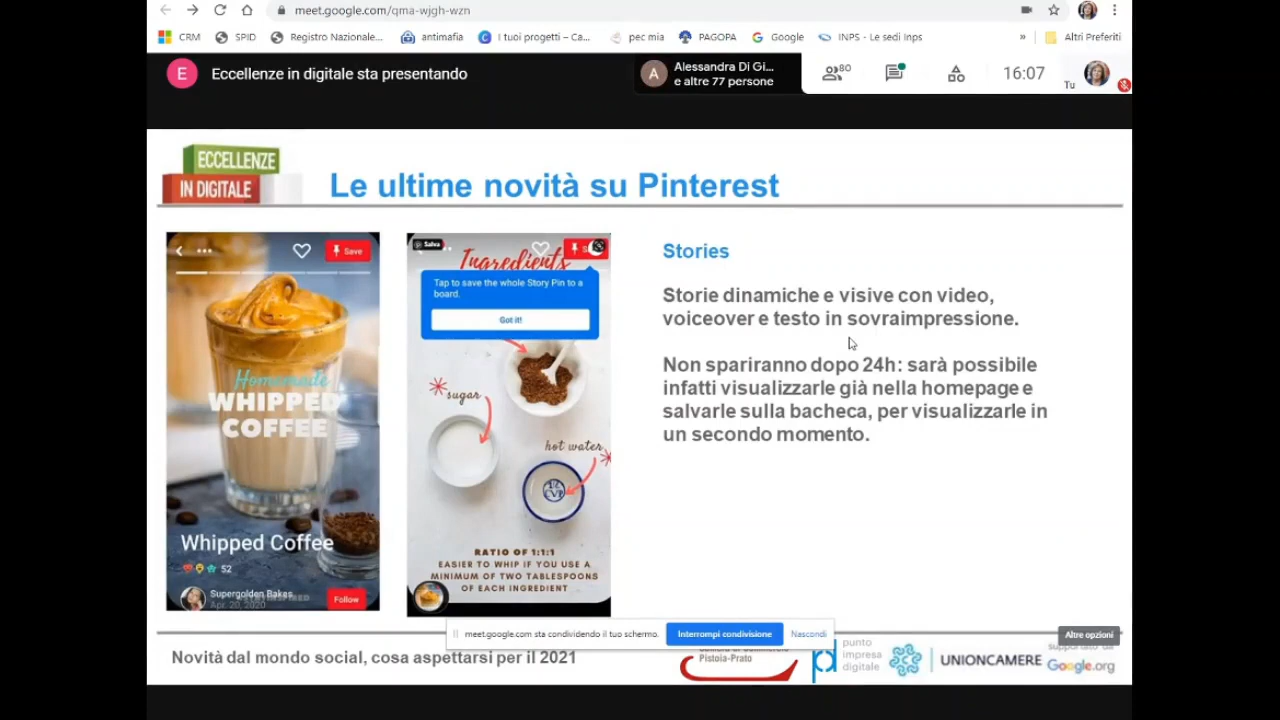 meet.google.com/qma-wjgh-wzn
CRM SPID Registro Nazionale... antimafia I tuoi progetti – Ca... pec mia PAGOPA Google INPS - Le sedi Inps » Altri Preferiti
E Eccellenze in digitale sta presentando
A Alessandra Di Gi...
e altre 77 persone
80
16:07
Tu
ECCELLENZE
IN DIGITALE
Le ultime novità su Pinterest
Save
Homemade
WHIPPED
COFFEE
Whipped Coffee
52
Supergolden Bakes
Apr. 20, 2020
Follow
Salva
Ingredients
Tap to save the whole Story Pin to a
board.
Got it!
sugar
hot water
RATIO OF 1:1:1
EASIER TO WHIP IF YOU USE A
MINIMUM OF TWO TABLESPOONS
OF EACH INGREDIENT
Stories
Storie dinamiche e visive con video,
voiceover e testo in sovraimpressione.
Non spariranno dopo 24h: sarà possibile
infatti visualizzarle già nella homepage e
salvarle sulla bacheca, per visualizzarle in
un secondo momento.
meet.google.com sta condividendo il tuo schermo.
Interrompi condivisione
Nascondi
Altre opzioni
Novità dal mondo social, cosa aspettarsi per il 2021
Pistoia-Prato
punto
impresa
digitale
UNIONCAMERE
Google.org